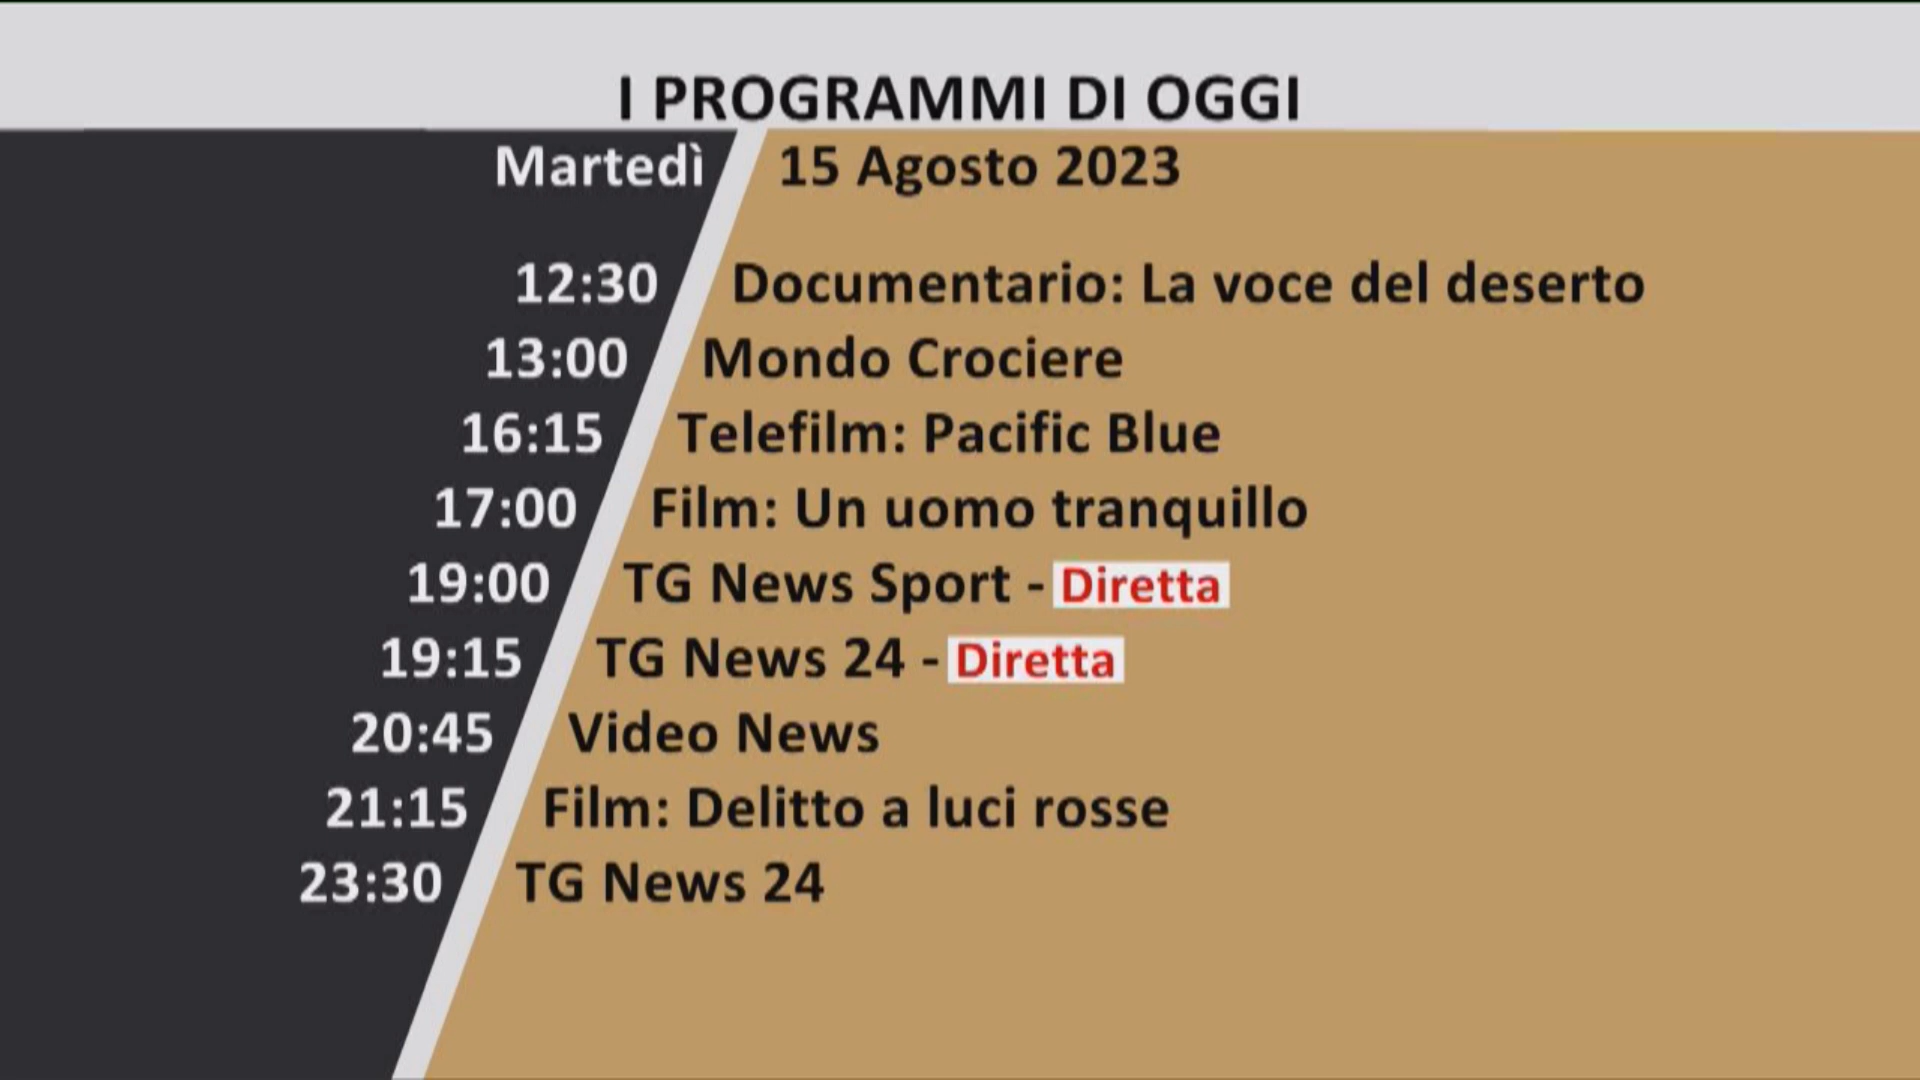 I PROGRAMMI DI OGGI
Martedì 15 Agosto 2023
12:30 Documentario: La voce del deserto
13:00 Mondo Crociere
16:15 Telefilm: Pacific Blue
17:00 Film: Un uomo tranquillo
19:00 TG News Sport - Diretta
19:15 TG News 24 - Diretta
20:45 Video News
21:15 Film: Delitto a luci rosse
23:30 TG News 24